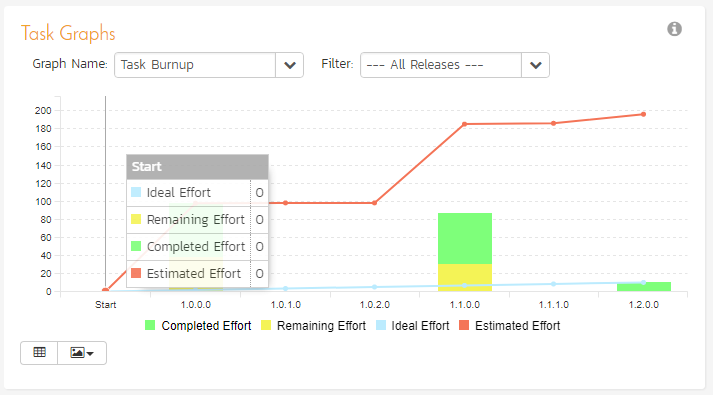 Task Graphs
Graph Name: Task Burnup Filter: --- All Releases ---
200
180
160
140
120
100
80
60
40
20
0
Start
Ideal Effort 0
Remaining Effort 0
Completed Effort 0
Estimated Effort 0
Start 1.0.0.0 1.0.1.0 1.0.2.0 1.1.0.0 1.1.1.0 1.2.0.0
Completed Effort Remaining Effort Ideal Effort Estimated Effort